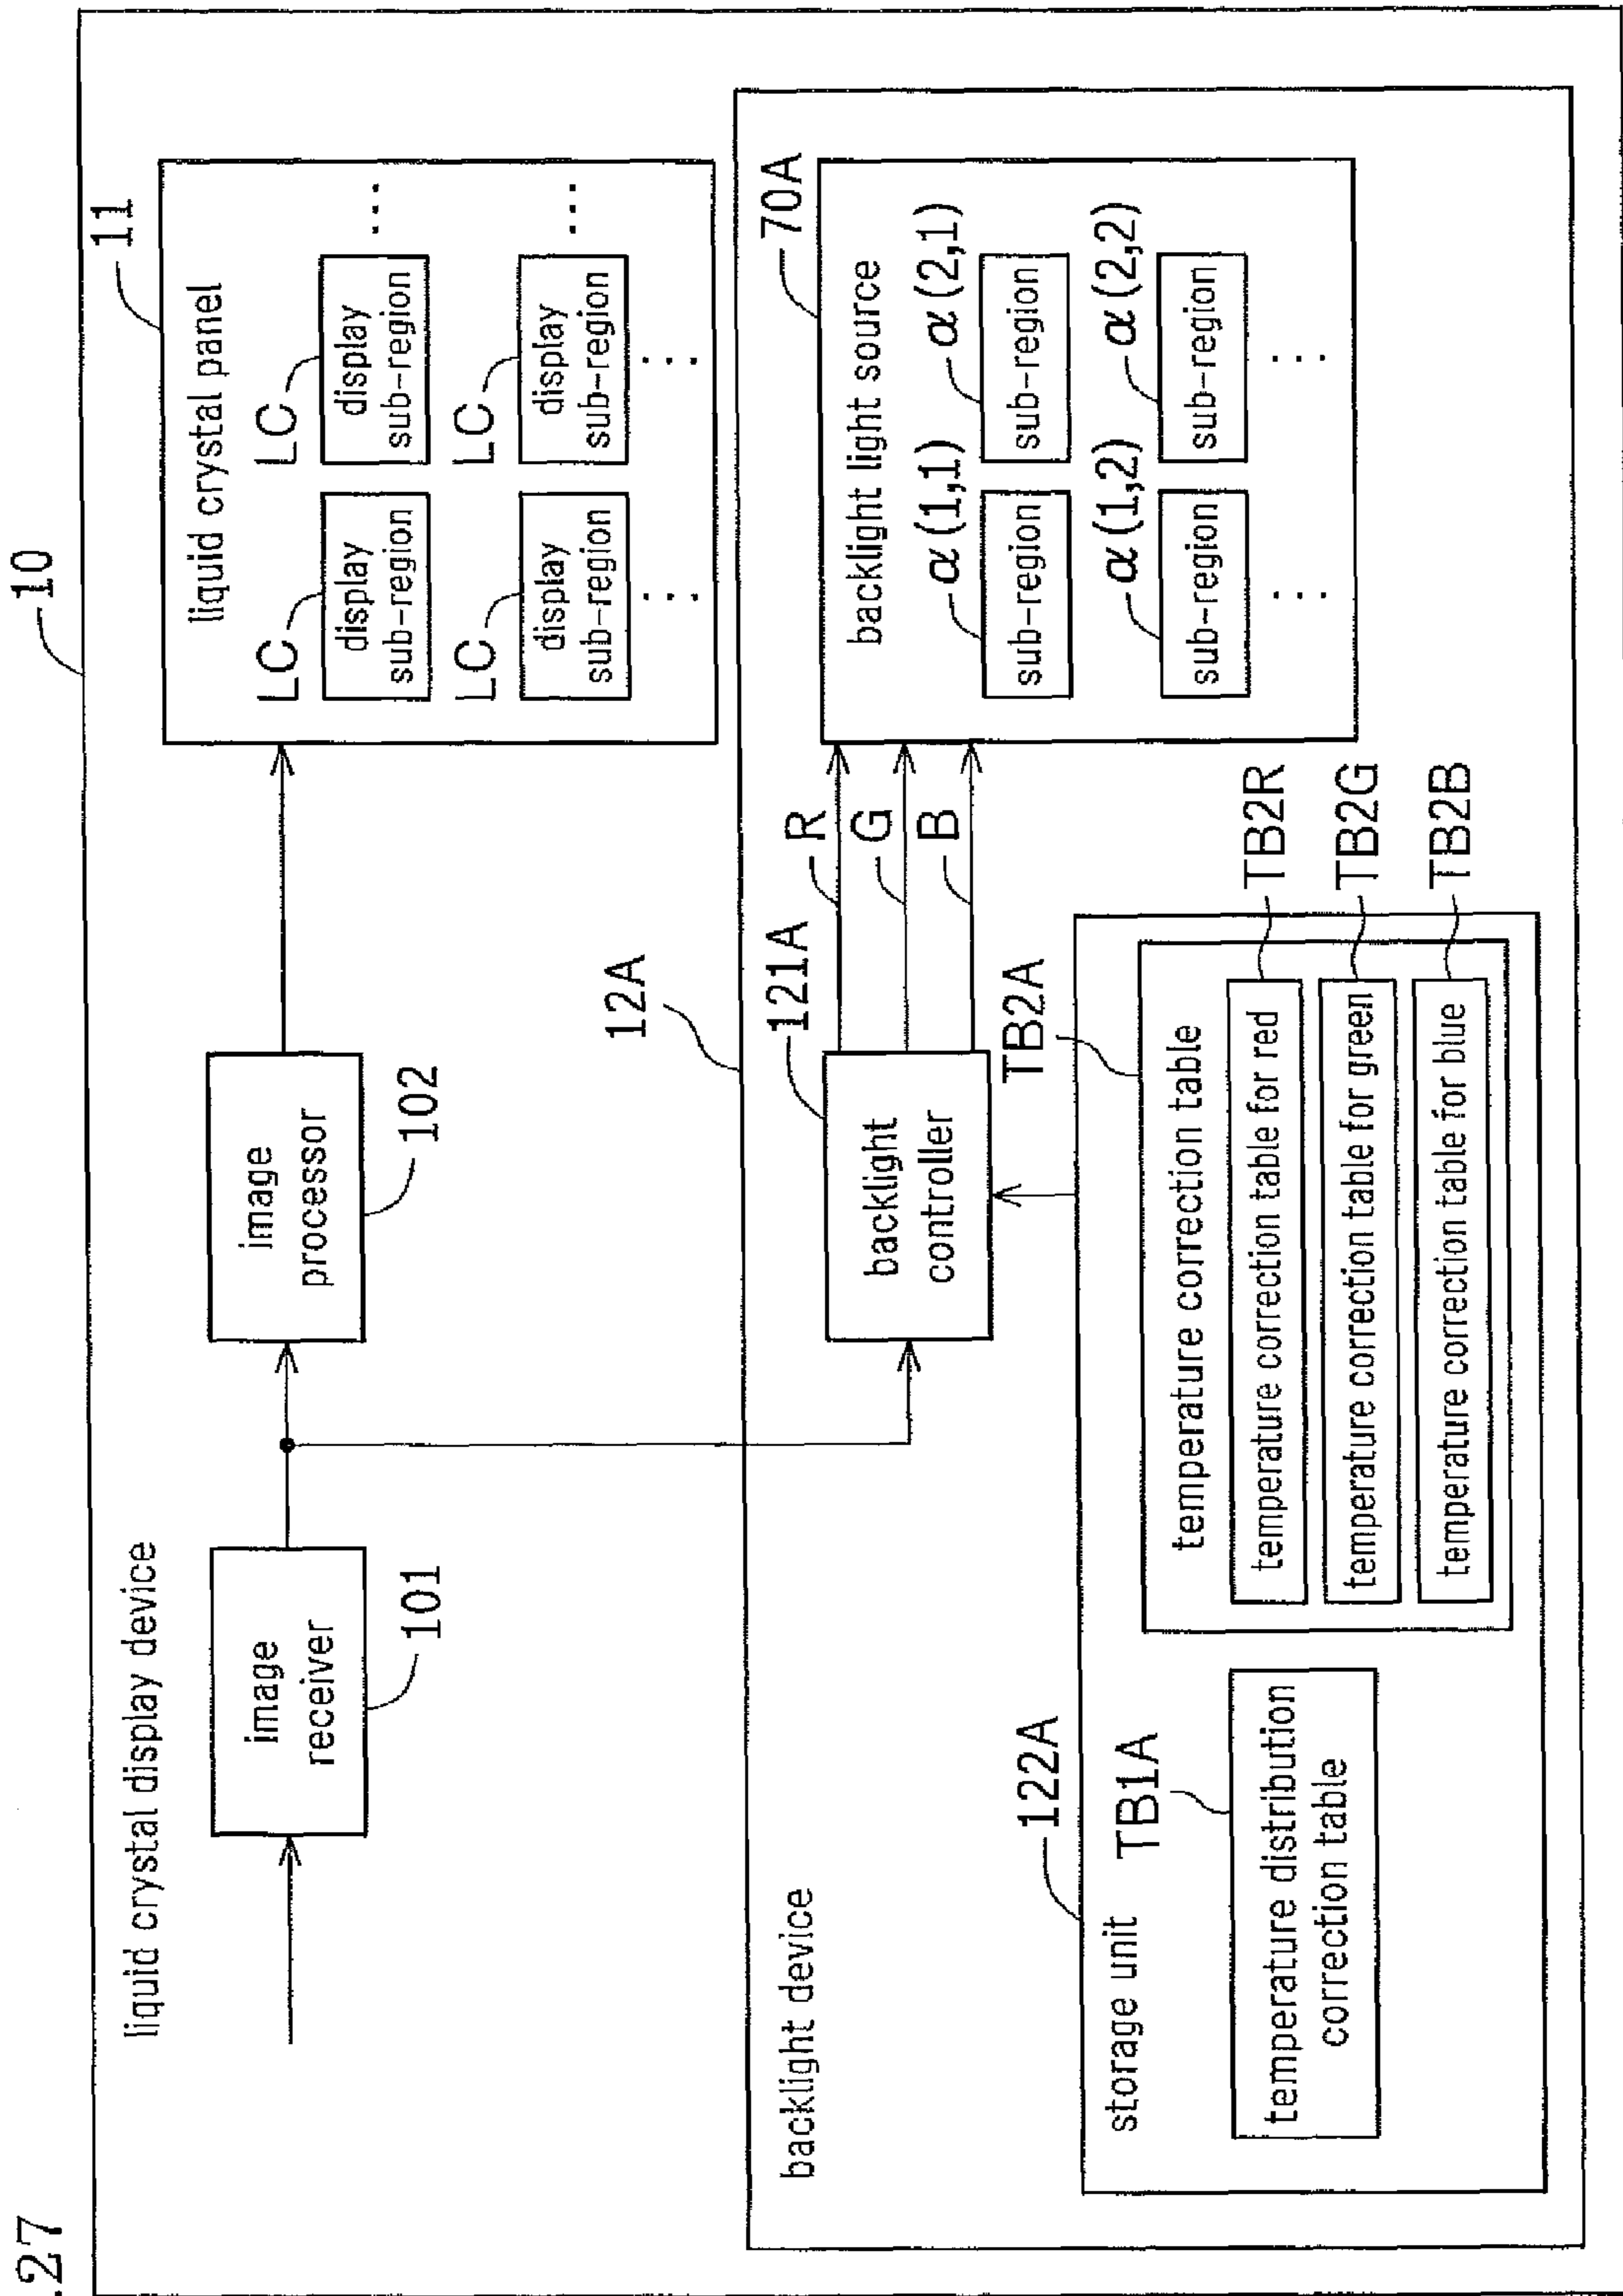 .27
10
liquid crystal display device
image
receiver
101
image
processor
102
11
liquid crystal panel
LC
LC
display
sub-region
display
sub-region
...
LC
LC
display
sub-region
display
sub-region
...
...
...
12A
backlight device
121A
backlight
controller
R
G
B
70A
backlight light source
α(1,1)
α(2,1)
sub-region
sub-region
α(1,2)
α(2,2)
sub-region
sub-region
...
...
122A
storage unit
TB1A
temperature distribution
correction table
TB2A
temperature correction table
temperature correction table for red
TB2R
temperature correction table for green
TB2G
temperature correction table for blue
TB2B